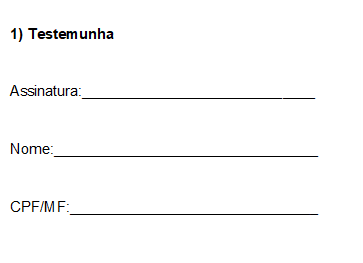 1) Testemunha
Assinatura:____________________________
Nome:________________________________
CPF/MF:______________________________